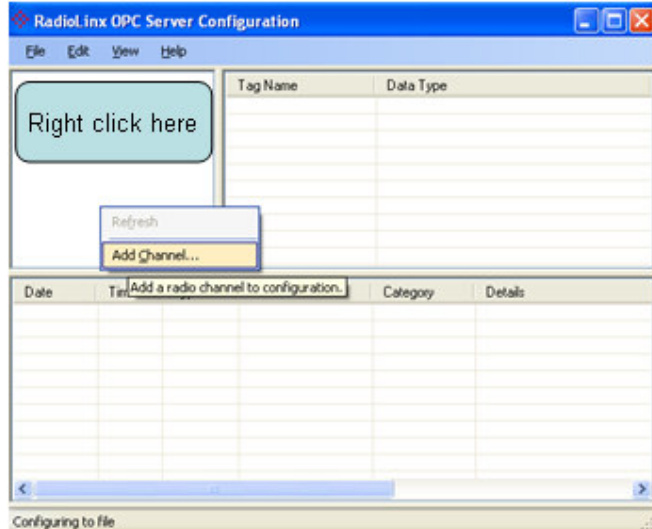 RadioLinx OPC Server Configuration
File Edit View Help
Tag Name Data Type
Right click here
Refresh
Add Channel...
Add a radio channel to configuration.
Date Category Details
Configuring to file